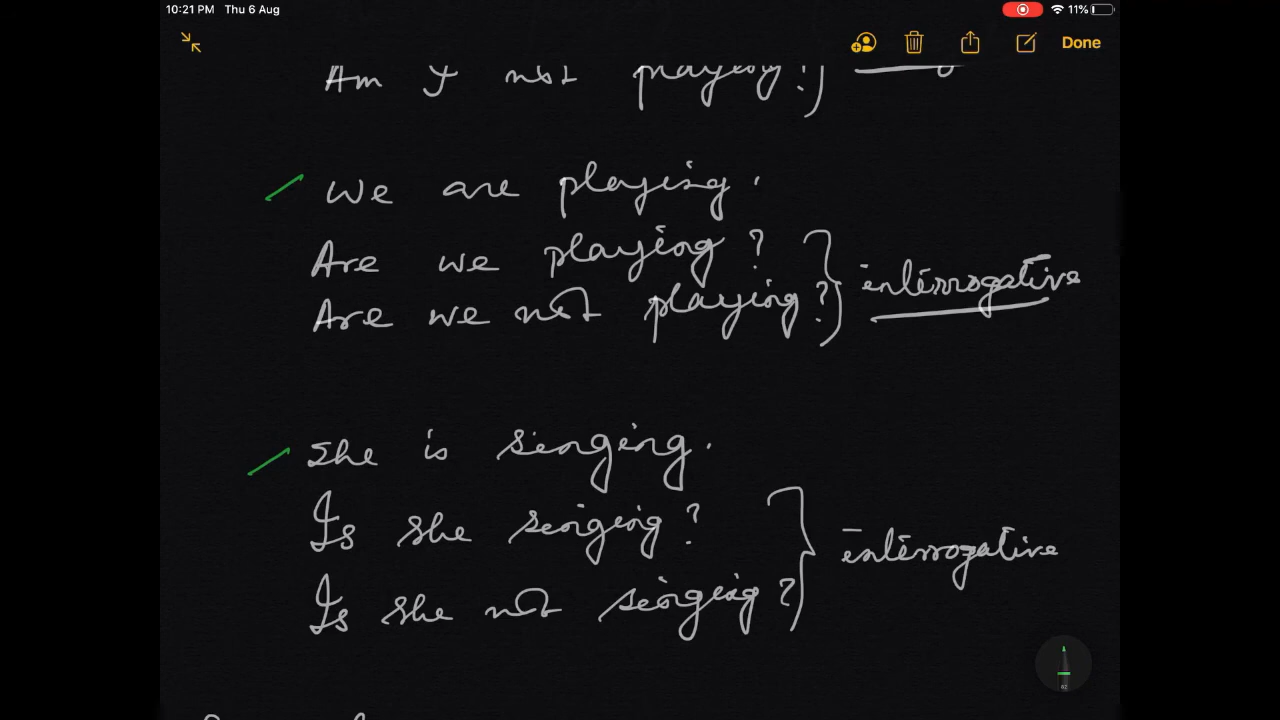 10:21 PM Thu 6 Aug 11%
Done
Am I not playing?
We are playing.
Are we playing?
Are we not playing? interrogative
She is singing.
Is she singing?
interrogative
Is she not singing?
62